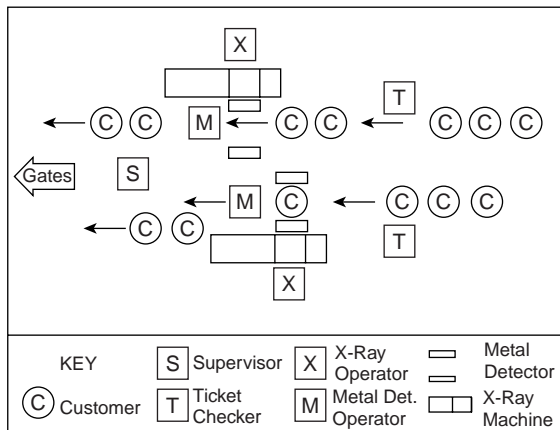 X
T
C C M C C C C C
Gates S
M C C C C
C C T
X
KEY
S Supervisor
X X-Ray
Operator
Metal
Detector
C Customer
T Ticket
Checker
M Metal Det.
Operator
X-Ray
Machine